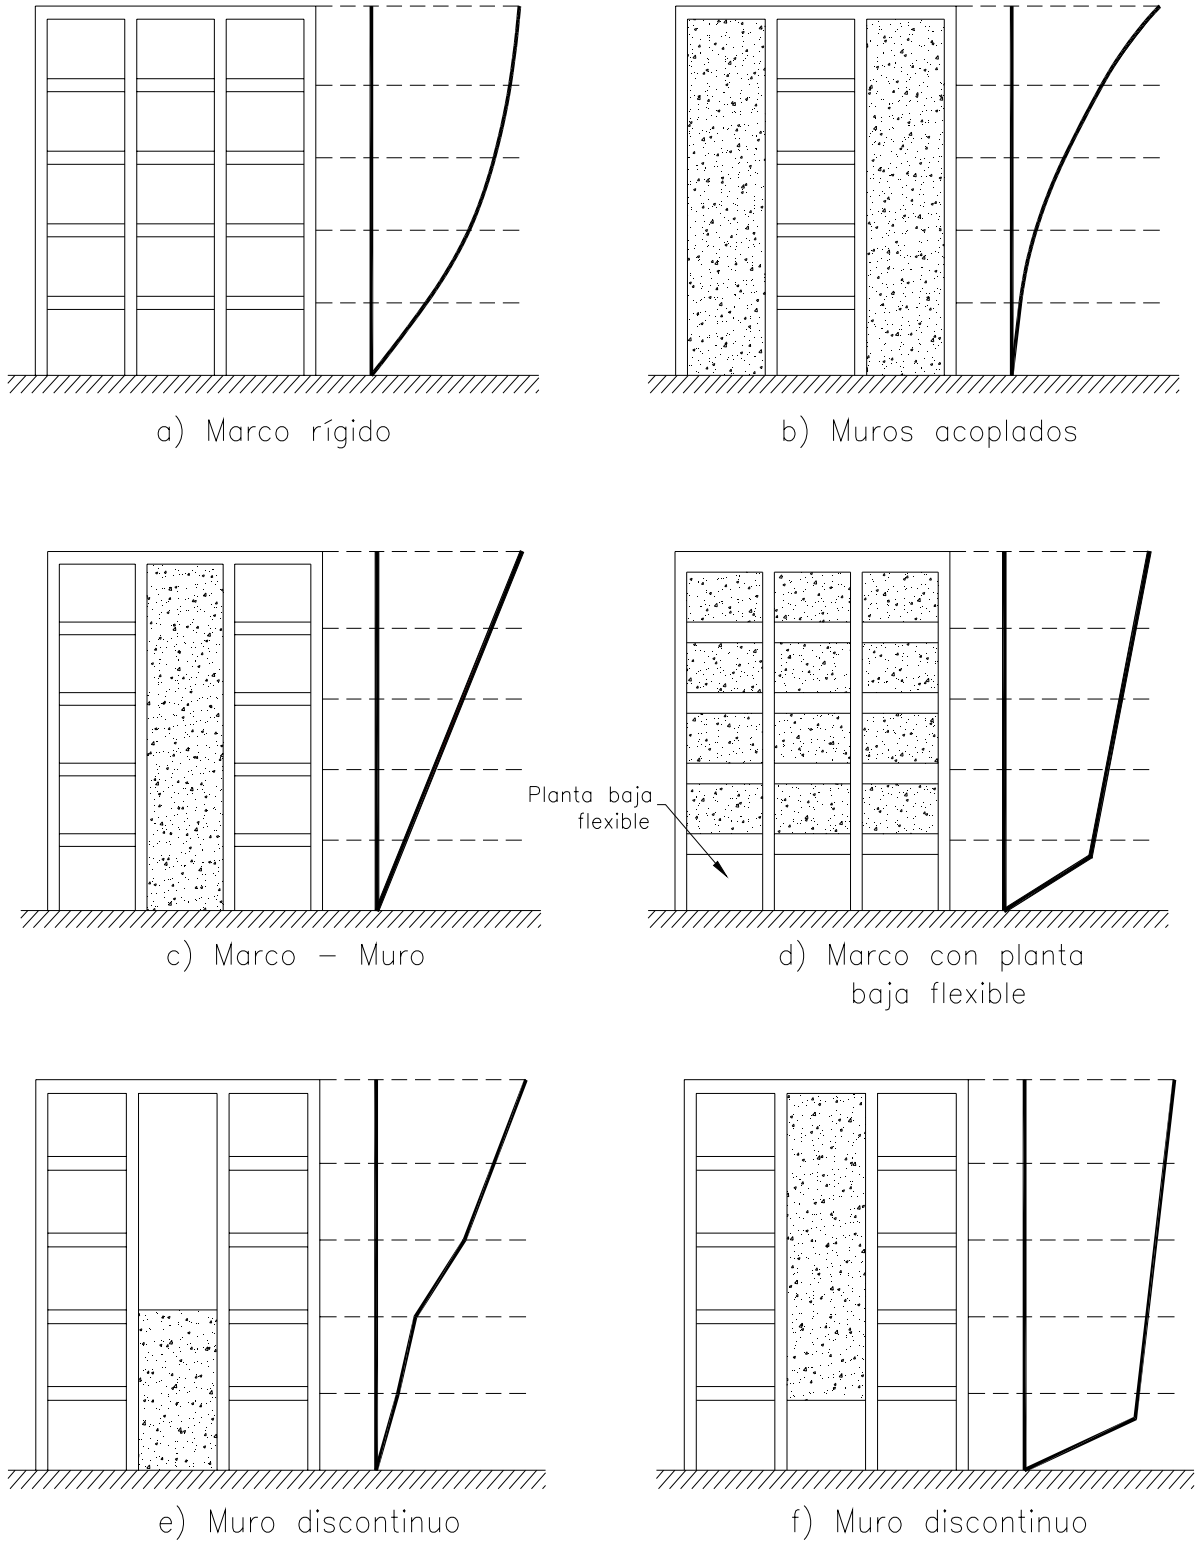 a) Marco rígido
b) Muros acoplados
Planta baja
flexible
c) Marco – Muro
d) Marco con planta
baja flexible
e) Muro discontinuo
f) Muro discontinuo